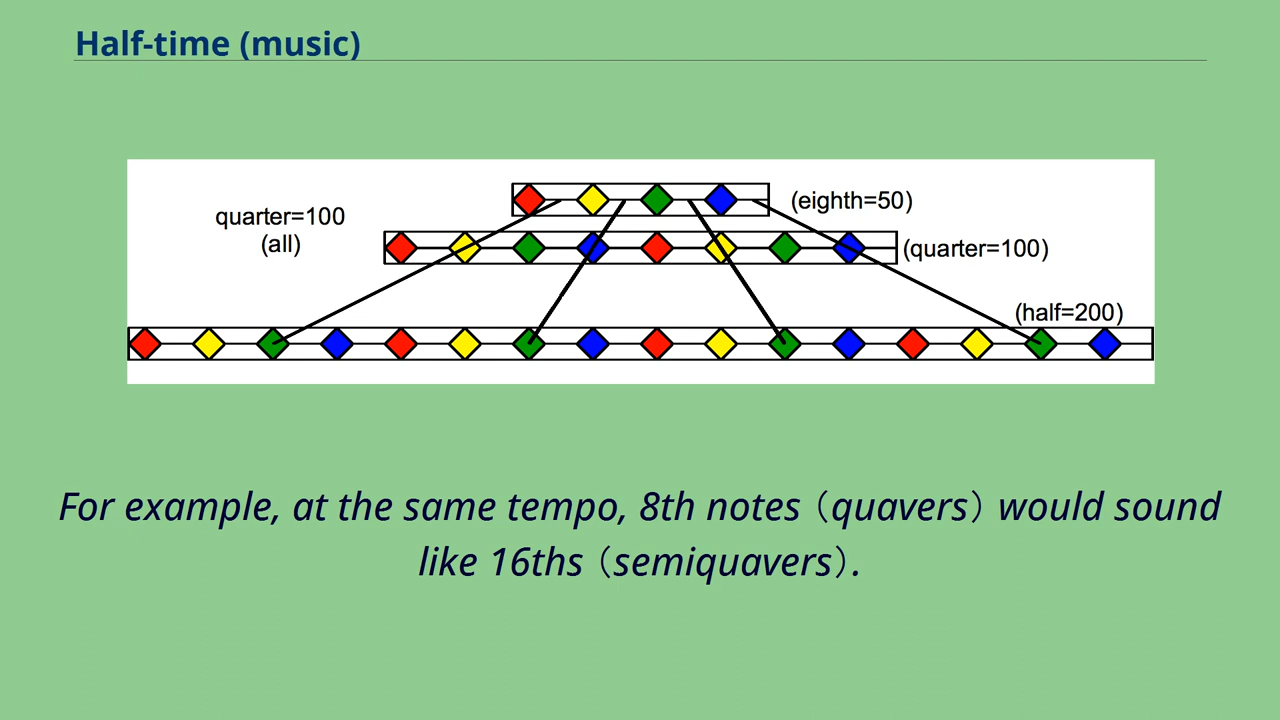 Half-time (music)
quarter=100
(all)
(eighth=50)
(quarter=100)
(half=200)
For example, at the same tempo, 8th notes（quavers）would sound
like 16ths（semiquavers）.